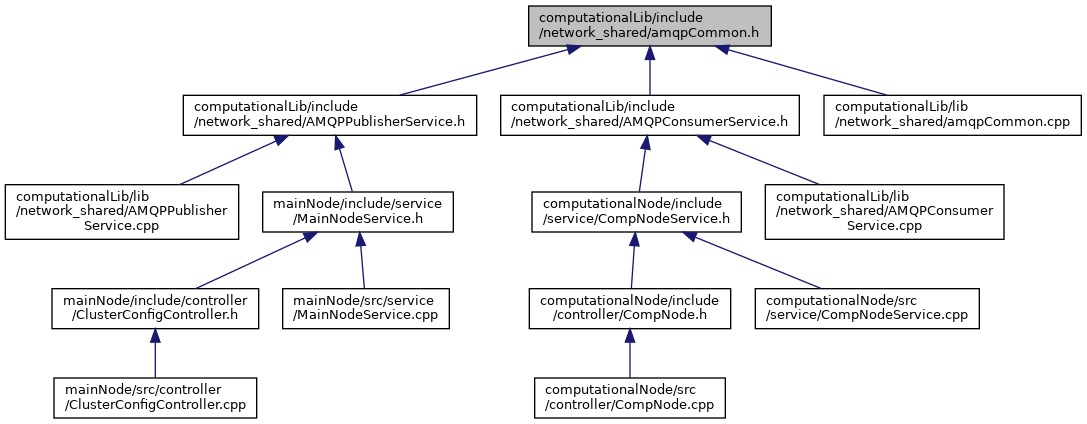 computationalLib/include
/network_shared/amqpCommon.h
computationalLib/include
/network_shared/AMQPPublisherService.h
computationalLib/include
/network_shared/AMQPConsumerService.h
computationalLib/lib
/network_shared/amqpCommon.cpp
computationalLib/lib
/network_shared/AMQPPublisher
Service.cpp
mainNode/include/service
/MainNodeService.h
computationalNode/include
/service/CompNodeService.h
computationalLib/lib
/network_shared/AMQPConsumer
Service.cpp
mainNode/include/controller
/ClusterConfigController.h
mainNode/src/service
/MainNodeService.cpp
computationalNode/include
/controller/CompNode.h
computationalNode/src
/service/CompNodeService.cpp
mainNode/src/controller
/ClusterConfigController.cpp
computationalNode/src
/controller/CompNode.cpp